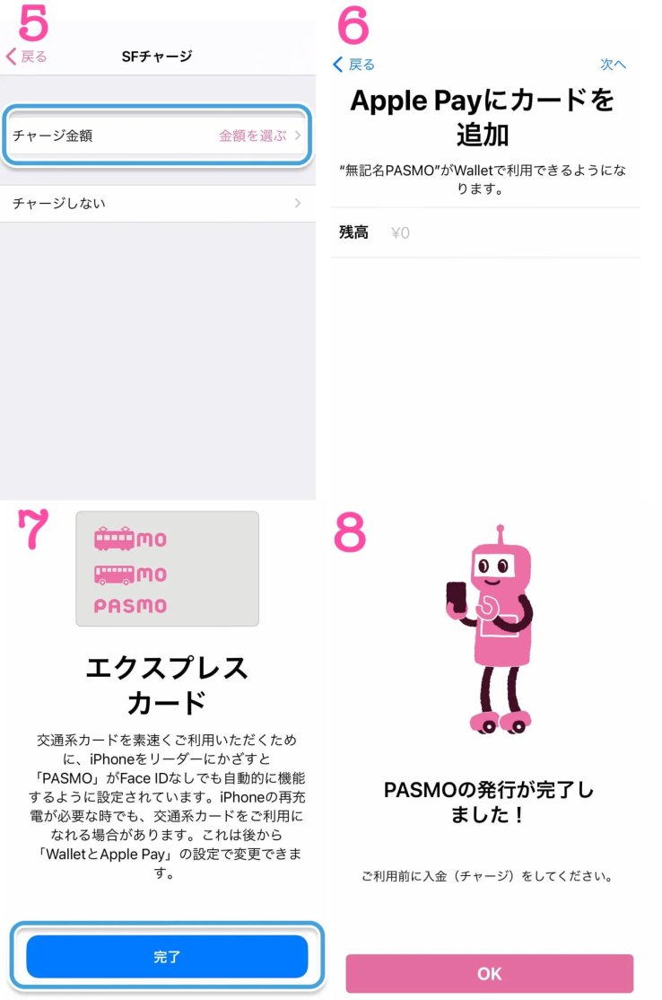 5
戻る
SFチャージ
チャージ金額
金額を選ぶ
チャージしない
6
戻る
次へ
Apple Payにカードを
追加
“無記名PASMO”がWalletで利用できるようにな
ります。
残高
¥0
7
MO
MO
PASMO
エクスプレス
カード
交通系カードを素速くご利用いただくため
に、iPhoneをリーダーにかざすと
「PASMO」がFace IDなしでも自動的に機能
するように設定されています。iPhoneの再充
電が必要な時でも、交通系カードをご利用に
なれる場合があります。これは後から
「WalletとApple Pay」の設定で変更できま
す。
完了
8
PASMOの発行が完了し
ました！
ご利用前に入金（チャージ）をしてください。
OK